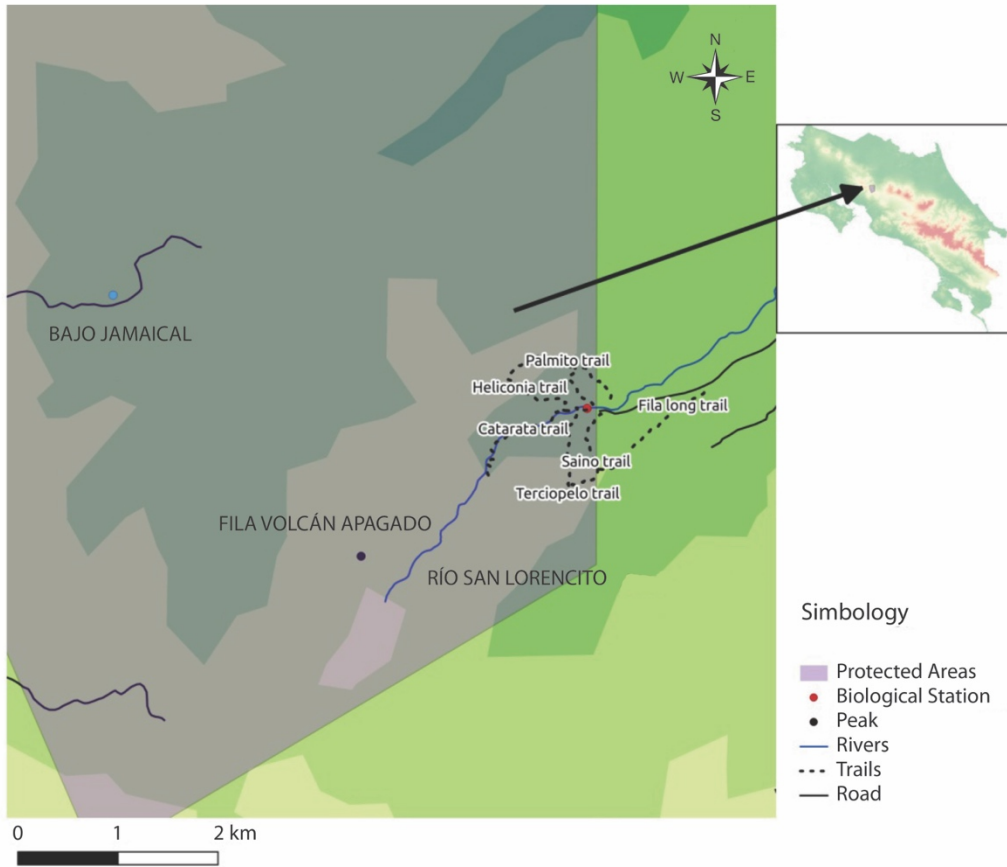 N
W E
S
BAJO JAMAICAL
Palmito trail
Heliconia trail
Fila long trail
Catarata trail
Saino trail
Terciopelo trail
FILA VOLCÁN APAGADO
RÍO SAN LORENCITO
Simbology
Protected Areas
Biological Station
Peak
Rivers
Trails
Road
0 1 2 km